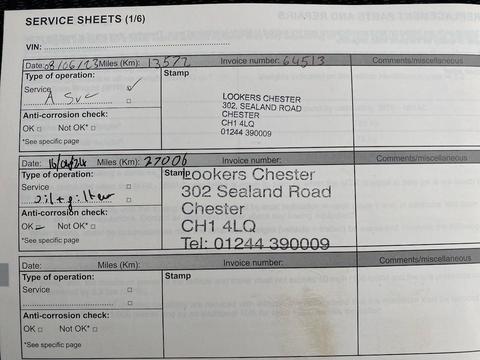 SERVICE SHEETS (1/6)
VIN:
Date: 08/06/23 Miles (Km): 13572 Invoice number: 64513 Comments/miscellaneous
Type of operation: Stamp
Service ✓
A Svc □
Anti-corrosion check:
OK □ Not OK* □
*See specific page
LOOKERS CHESTER
302, SEALAND ROAD
CHESTER
CH1 4LQ
01244 390009
Date: Miles (Km): 27006 Invoice number: Comments/miscellaneous
Type of operation: Stamp
Service □
oil + filter □
Anti-corrosion check:
OK Not OK* □
*See specific page
Lookers Chester
302 Sealand Road
Chester
CH1 4LQ
Tel: 01244 390009
Date: Miles (Km): Invoice number: Comments/miscellaneous
Type of operation: Stamp
Service □
□
Anti-corrosion check:
OK □ Not OK* □
*See specific page